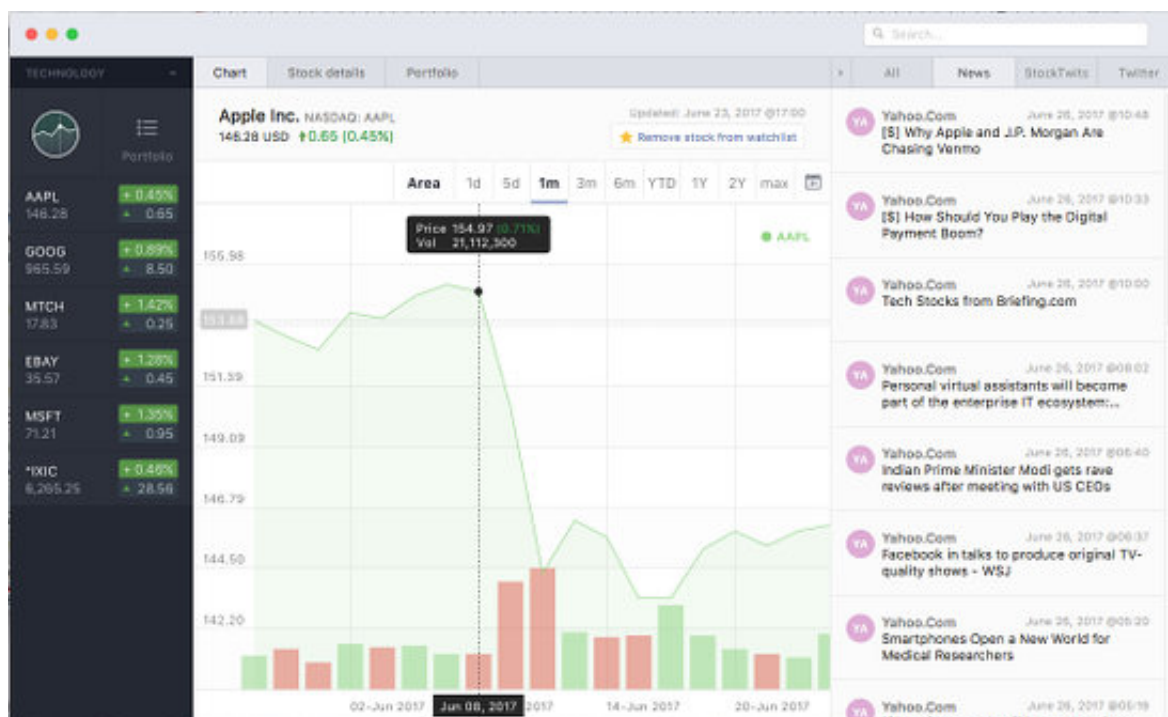 Search...
TECHNOLOGY
Portfolio
AAPL + 0.45%
146.28 0.65
GOOG + 0.89%
965.59 8.50
MTCH + 1.42%
17.83 0.25
EBAY + 1.28%
35.57 0.45
MSFT + 1.35%
71.21 0.95
^IXIC + 0.46%
6,265.25 28.56
Chart Stock details Portfolio
Apple Inc. NASDAQ: AAPL
146.28 USD 0.65 (0.45%)
Updated: June 23, 2017 @17:00
Remove stock from watchlist
Area 1d 5d 1m 3m 6m YTD 1Y 2Y max
Price 154.97 (0.71%)
Vol 21,112,300
AAPL
155.98
151.39
149.09
146.79
144.50
142.20
02-Jun 2017 Jun 08, 2017 2017 14-Jun 2017 20-Jun 2017
All News StockTwits Twitter
YA Yahoo.Com June 26, 2017 @10:48
[$] Why Apple and J.P. Morgan Are
Chasing Venmo
YA Yahoo.Com June 26, 2017 @10:33
[$] How Should You Play the Digital
Payment Boom?
YA Yahoo.Com June 26, 2017 @10:00
Tech Stocks from Briefing.com
YA Yahoo.Com June 26, 2017 @08:02
Personal virtual assistants will become
part of the enterprise IT ecosystem:...
YA Yahoo.Com June 26, 2017 @06:40
Indian Prime Minister Modi gets rave
reviews after meeting with US CEOs
YA Yahoo.Com June 26, 2017 @06:37
Facebook in talks to produce original TV-
quality shows - WSJ
YA Yahoo.Com June 26, 2017 @05:20
Smartphones Open a New World for
Medical Researchers
YA Yahoo.Com June 26, 2017 @05:19